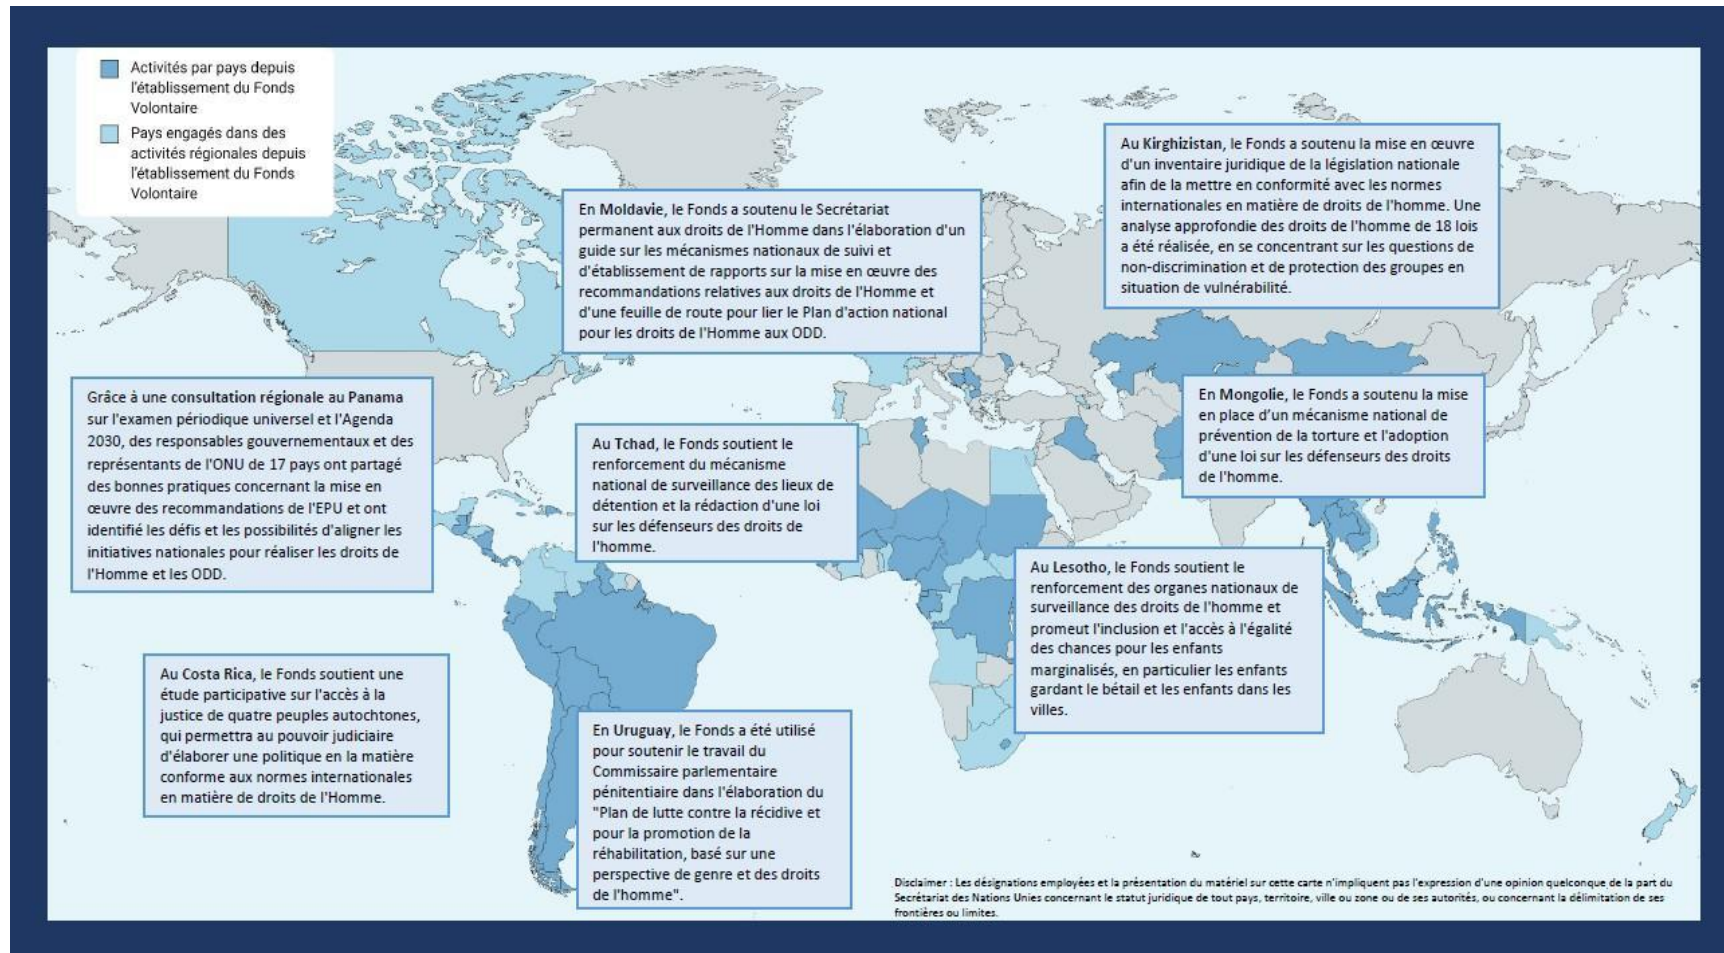 Activités par pays depuis
l'établissement du Fonds
Volontaire
Pays engagés dans des
activités régionales depuis
l'établissement du Fonds
Volontaire
Au Kirghizistan, le Fonds a soutenu la mise en œuvre
d'un inventaire juridique de la législation nationale
afin de la mettre en conformité avec les normes
internationales en matière de droits de l'homme. Une
analyse approfondie des droits de l'homme de 18 lois
a été réalisée, en se concentrant sur les questions de
non-discrimination et de protection des groupes en
situation de vulnérabilité.
En Moldavie, le Fonds a soutenu le Secrétariat
permanent aux droits de l'Homme dans l'élaboration d'un
guide sur les mécanismes nationaux de suivi et
d'établissement de rapports sur la mise en œuvre des
recommandations relatives aux droits de l'Homme et
d'une feuille de route pour lier le Plan d'action national
pour les droits de l'Homme aux ODD.
Grâce à une consultation régionale au Panama
sur l'examen périodique universel et l'Agenda
2030, des responsables gouvernementaux et des
représentants de l'ONU de 17 pays ont partagé
des bonnes pratiques concernant la mise en
œuvre des recommandations de l'EPU et ont
identifié les défis et les possibilités d'aligner les
initiatives nationales pour réaliser les droits de
l'Homme et les ODD.
Au Tchad, le Fonds soutient le
renforcement du mécanisme
national de surveillance des lieux de
détention et la rédaction d'une loi
sur les défenseurs des droits de
l'homme.
En Mongolie, le Fonds a soutenu la mise
en place d'un mécanisme national de
prévention de la torture et l'adoption
d'une loi sur les défenseurs des droits
de l'homme.
Au Lesotho, le Fonds soutient le
renforcement des organes nationaux de
surveillance des droits de l'homme et
promeut l'inclusion et l'accès à l'égalité
des chances pour les enfants
marginalisés, en particulier les enfants
gardant le bétail et les enfants dans les
villes.
Au Costa Rica, le Fonds soutient une
étude participative sur l'accès à la
justice de quatre peuples autochtones,
qui permettra au pouvoir judiciaire
d'élaborer une politique en la matière
conforme aux normes internationales
en matière de droits de l'Homme.
En Uruguay, le Fonds a été utilisé
pour soutenir le travail du
Commissaire parlementaire
pénitentiaire dans l'élaboration du
"Plan de lutte contre la récidive et
pour la promotion de la
réhabilitation, basé sur une
perspective de genre et des droits
de l'homme".
Disclaimer : Les désignations employées et la présentation du matériel sur cette carte n'impliquent pas l'expression d'une opinion quelconque de la part du
Secrétariat des Nations Unies concernant le statut juridique de tout pays, territoire, ville ou zone ou de ses autorités, ou concernant la délimitation de ses
frontières ou limites.